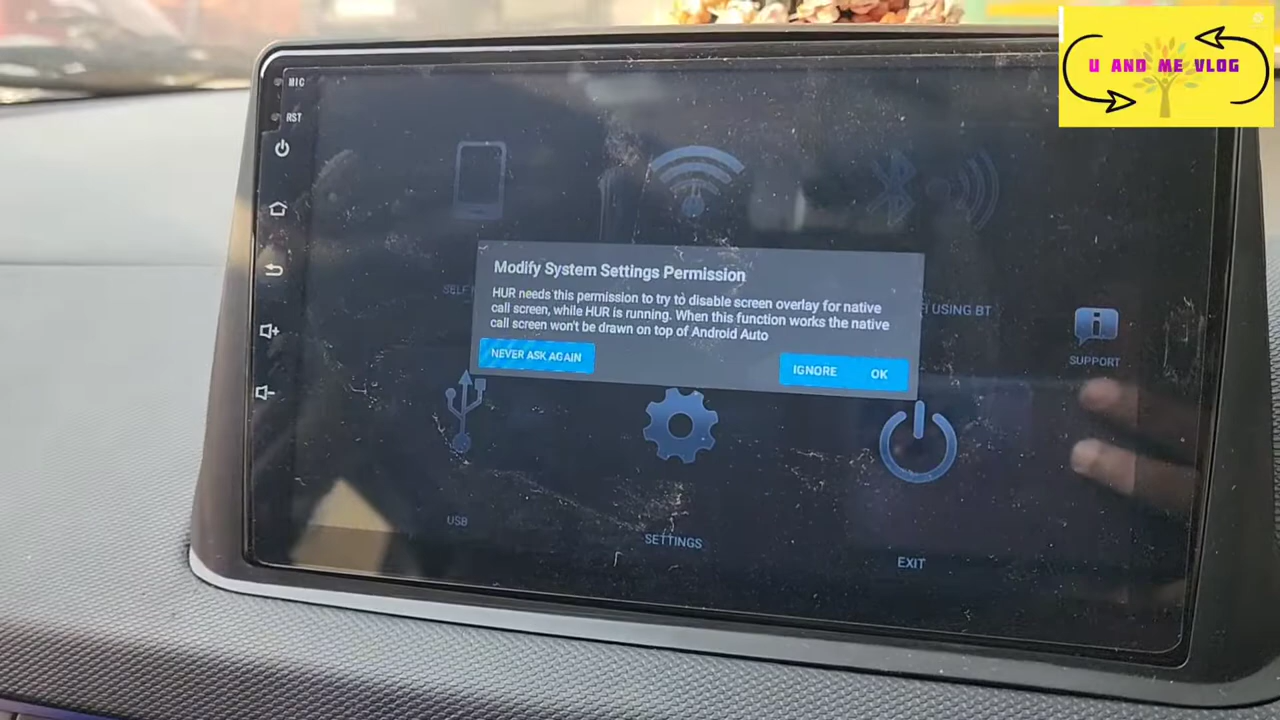 U AND ME VLOG
MIC
RST
Modify System Settings Permission
HUR needs this permission to try to disable screen overlay for native
call screen, while HUR is running. When this function works the native
call screen won't be drawn on top of Android Auto
NEVER ASK AGAIN
IGNORE
OK
SELF
USING BT
SUPPORT
USB
SETTINGS
EXIT